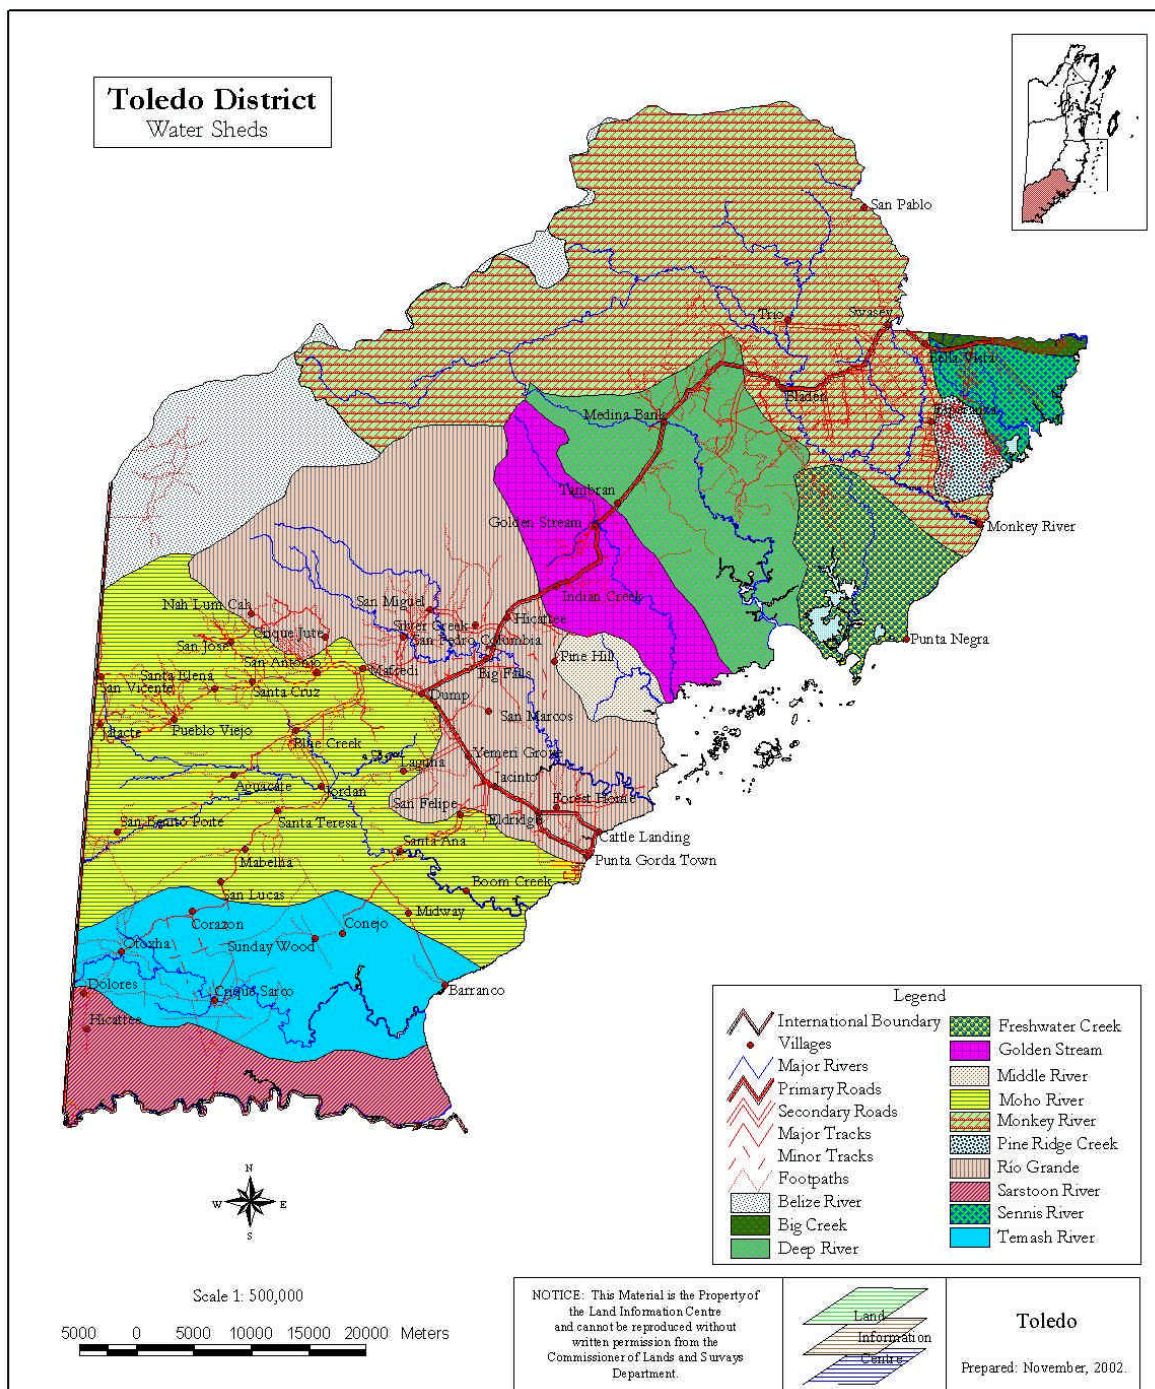 Toledo District
Water Sheds
San Pablo
Trio
Swasey
Bella Vista
Bladen
Esperanza
Medina Bank
Tambran
Golden Stream
Monkey River
Indian Creek
Nah Lum Cah
San Miguel
Hicattee
Crique Jute
Silver Creek
San Pedro Columbia
Punta Negra
San Jose
San Antonio
Mafredi
Big Falls
Pine Hill
Santa Elena
San Vicente
Santa Cruz
Dump
San Marcos
Jalacte
Pueblo Viejo
Blue Creek
Yemeri Grove
Laguna
Aguacate
Jordan
Jacinto
San Benito Poite
Santa Teresa
San Felipe
Forest Home
Eldridge
Cattle Landing
Mabelha
Santa Ana
Punta Gorda Town
San Lucas
Boom Creek
Corazon
Midway
Otoxha
Sunday Wood
Conejo
Dolores
Crique Sarco
Barranco
Hicattee
Legend
International Boundary
Villages
Major Rivers
Primary Roads
Secondary Roads
Major Tracks
Minor Tracks
Footpaths
Belize River
Big Creek
Deep River
Freshwater Creek
Golden Stream
Middle River
Moho River
Monkey River
Pine Ridge Creek
Río Grande
Sarstoon River
Sennis River
Temash River
N
W E
S
Scale 1: 500,000
5000 0 5000 10000 15000 20000 Meters
NOTICE: This Material is the Property of
the Land Information Centre
and cannot be reproduced without
written permission from the
Commissioner of Lands and Survays
Department.
Land
Information
Centre
Toledo
Prepared: November, 2002.